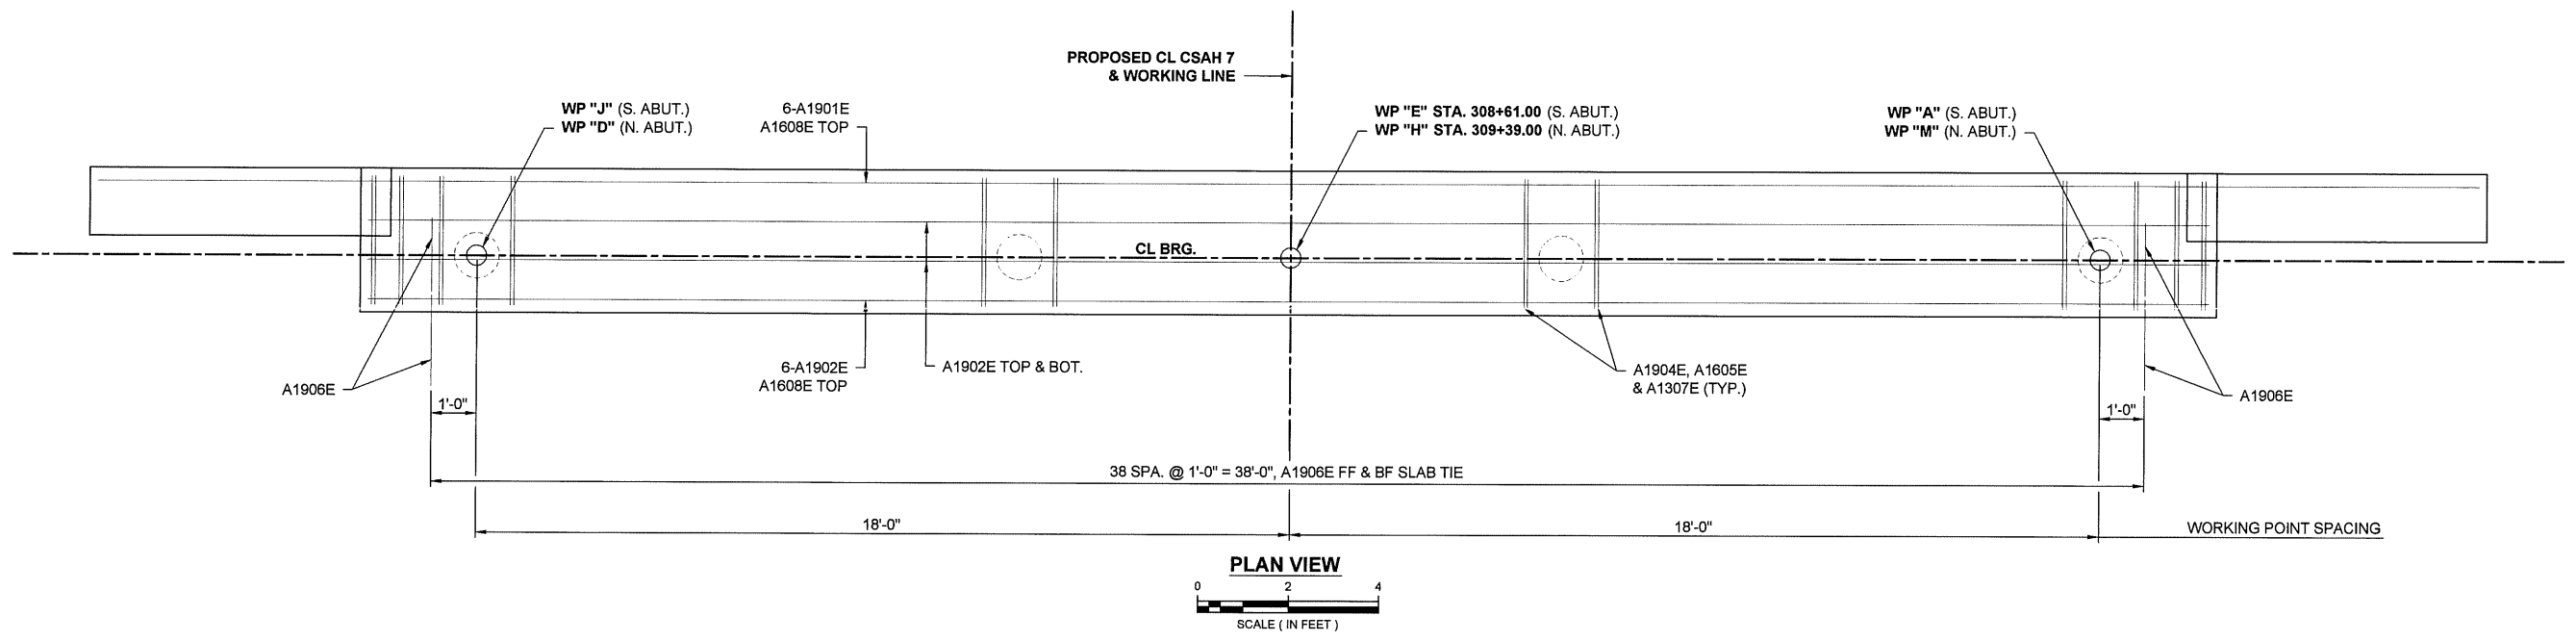 PROPOSED CL CSAH 7
& WORKING LINE
WP "J" (S. ABUT.)
WP "D" (N. ABUT.)
6-A1901E
A1608E TOP
WP "E" STA. 308+61.00 (S. ABUT.)
WP "H" STA. 309+39.00 (N. ABUT.)
WP "A" (S. ABUT.)
WP "M" (N. ABUT.)
CL BRG.
A1906E
6-A1902E
A1608E TOP
A1902E TOP & BOT.
A1904E, A1605E
& A1307E (TYP.)
A1906E
1'-0"
1'-0"
38 SPA. @ 1'-0" = 38'-0", A1906E FF & BF SLAB TIE
18'-0"
18'-0"
WORKING POINT SPACING
PLAN VIEW
0 2 4
SCALE ( IN FEET )